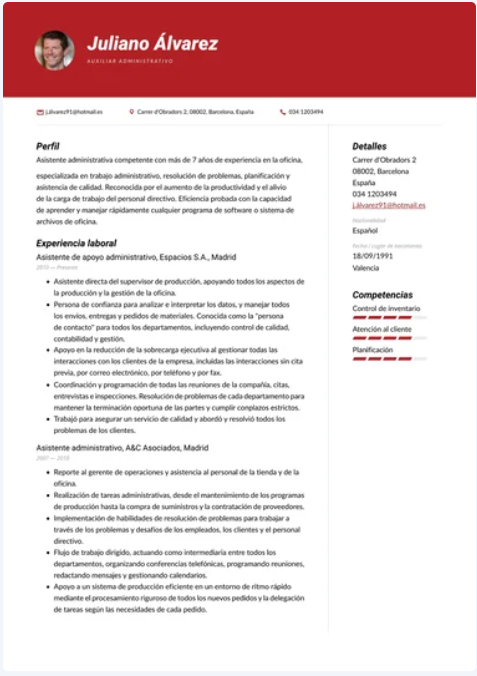 Juliano Álvarez
AUXILIAR ADMINISTRATIVO
j.álvarez91@hotmail.es
Carrer d'Obradors 2, 08002, Barcelona, España
034 1203494
Perfil
Asistente administrativa competente con más de 7 años de experiencia en la oficina,
especializada en trabajo administrativo, resolución de problemas, planificación y
asistencia de calidad. Reconocida por el aumento de la productividad y el alivio
de la carga de trabajo del personal directivo. Eficiencia probada con la capacidad
de aprender y manejar rápidamente cualquier programa de software o sistema de
archivos de oficina.
Experiencia laboral
Asistente de apoyo administrativo, Espacios S.A., Madrid
— Presente
Asistente directa del supervisor de producción, apoyando todos los aspectos de
la producción y la gestión de la oficina.
Persona de confianza para analizar e interpretar los datos, y manejar todos
los envíos, entregas y pedidos de materiales. Conocida como la "persona
de contacto" para todos los departamentos, incluyendo control de calidad,
contabilidad y gestión.
Apoyo en la reducción de la sobrecarga ejecutiva al gestionar todas las
interacciones con los clientes de la empresa, incluidas las interacciones sin cita
previa, por correo electrónico, por teléfono y por fax.
Coordinación y programación de todas las reuniones de la compañía, citas,
entrevistas e inspecciones. Resolución de problemas de cada departamento para
mantener la terminación oportuna de las partes y cumplir conplazos estrictos.
Trabajó para asegurar un servicio de calidad y abordó y resolvió todos los
problemas de los clientes.
Asistente administrativo, A&C Asociados, Madrid
2007 — 2010
Reporte al gerente de operaciones y asistencia al personal de la tienda y de la
oficina.
Realización de tareas administrativas, desde el mantenimiento de los programas
de producción hasta la compra de suministros y la contratación de proveedores.
Implementación de habilidades de resolución de problemas para trabajar a
través de los problemas y desafíos de los empleados, los clientes y el personal
directivo.
Flujo de trabajo dirigido, actuando como intermediaria entre todos los
departamentos, organizando conferencias telefónicas, programando reuniones,
redactando mensajes y gestionando calendarios.
Apoyo a un sistema de producción eficiente en un entorno de ritmo rápido
mediante el procesamiento riguroso de todos los nuevos pedidos y la delegación
de tareas según las necesidades de cada pedido.
Detalles
Carrer d'Obradors 2
08002, Barcelona
España
034 1203494
j.álvarez91@hotmail.es
Nacionalidad
Español
Fecha / Lugar de nacimiento
18/09/1991
Valencia
Competencias
Control de inventario
Atención al cliente
Planificación